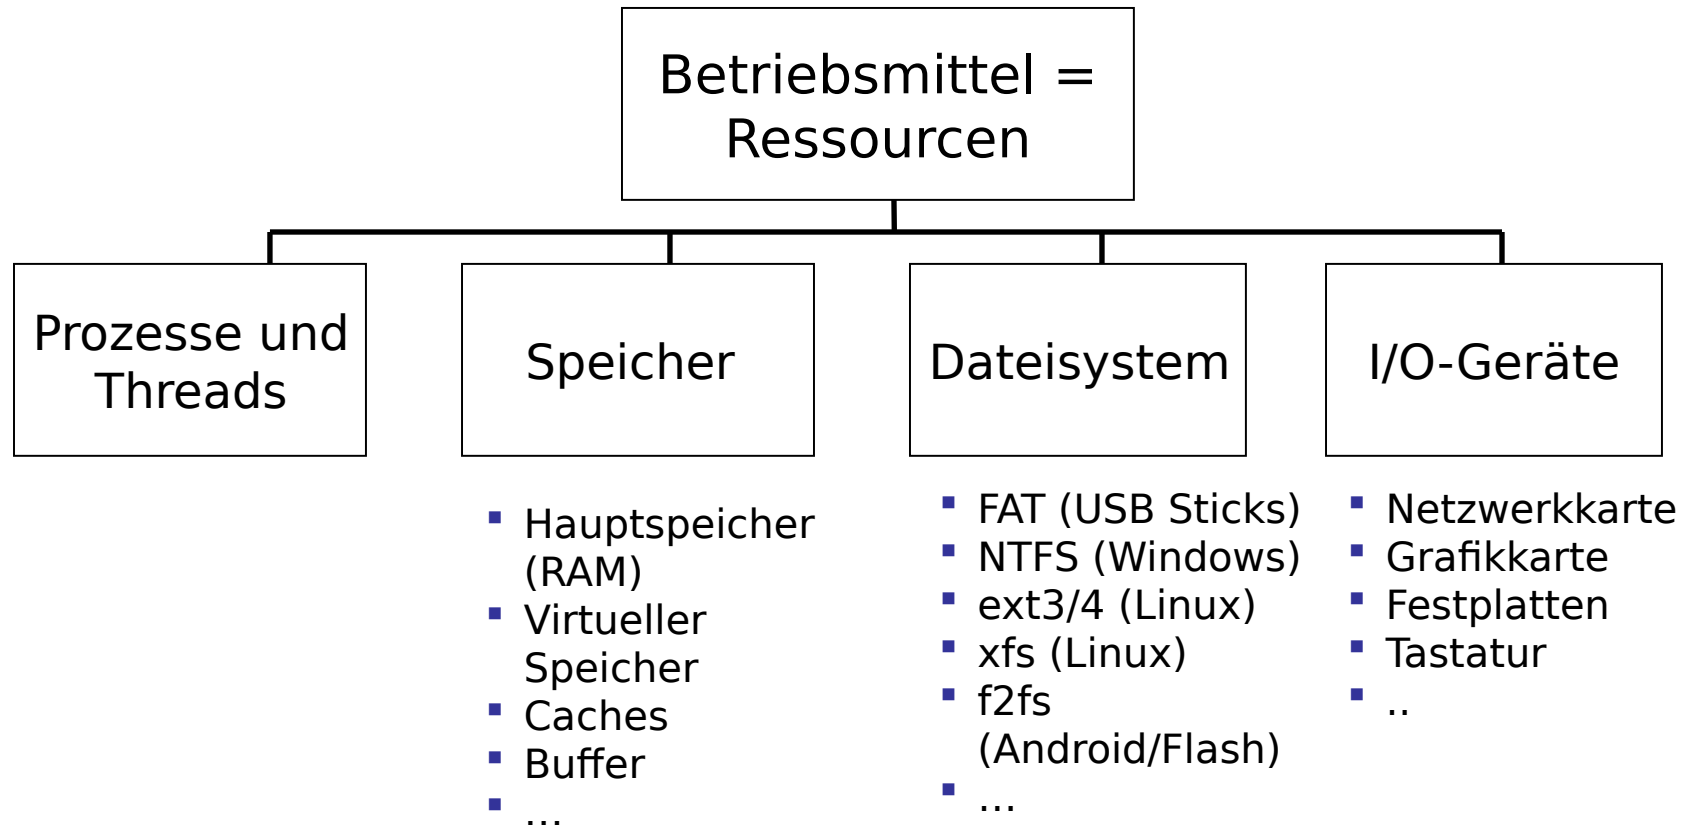 Betriebsmittel =
Ressourcen
Prozesse und
Threads
Speicher
Dateisystem
I/O-Geräte
Hauptspeicher
(RAM)
Virtueller
Speicher
Caches
Buffer
...
FAT (USB Sticks)
NTFS (Windows)
ext3/4 (Linux)
xfs (Linux)
f2fs
(Android/Flash)
...
Netzwerkkarte
Grafikkarte
Festplatten
Tastatur
..